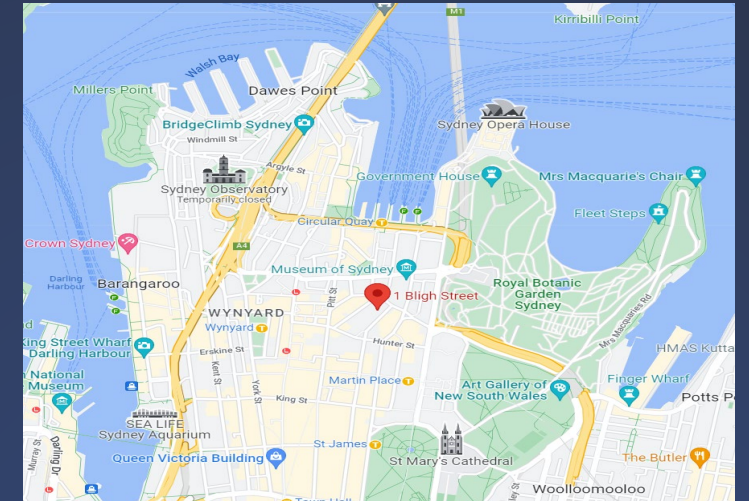 M1
Kirribilli Point
Walsh Bay
Millers Point
Dawes Point
BridgeClimb Sydney
Sydney Opera House
Windmill St
Argyle St
Government House
Mrs Macquarie's Chair
Sydney Observatory
Temporarily closed
Fleet Steps
Circular Quay
Crown Sydney
A4
Museum of Sydney
Darling
Harbour
Barangaroo
Royal Botanic
Garden
Sydney
1 Bligh Street
Pitt St
WYNYARD
Wynyard
Mrs Macquaries Rd
King Street Wharf
Darling Harbour
Erskine St
Hunter St
HMAS Kutta
National
Museum
Kent St
York St
Martin Place
Art Gallery of
New South Wales
Finger Wharf
King St
Potts P
SEA LIFE
Sydney Aquarium
Murray St
Darling Dr
St James
Queen Victoria Building
St Mary's Cathedral
The Butler
Woolloomooloo
Town Hall